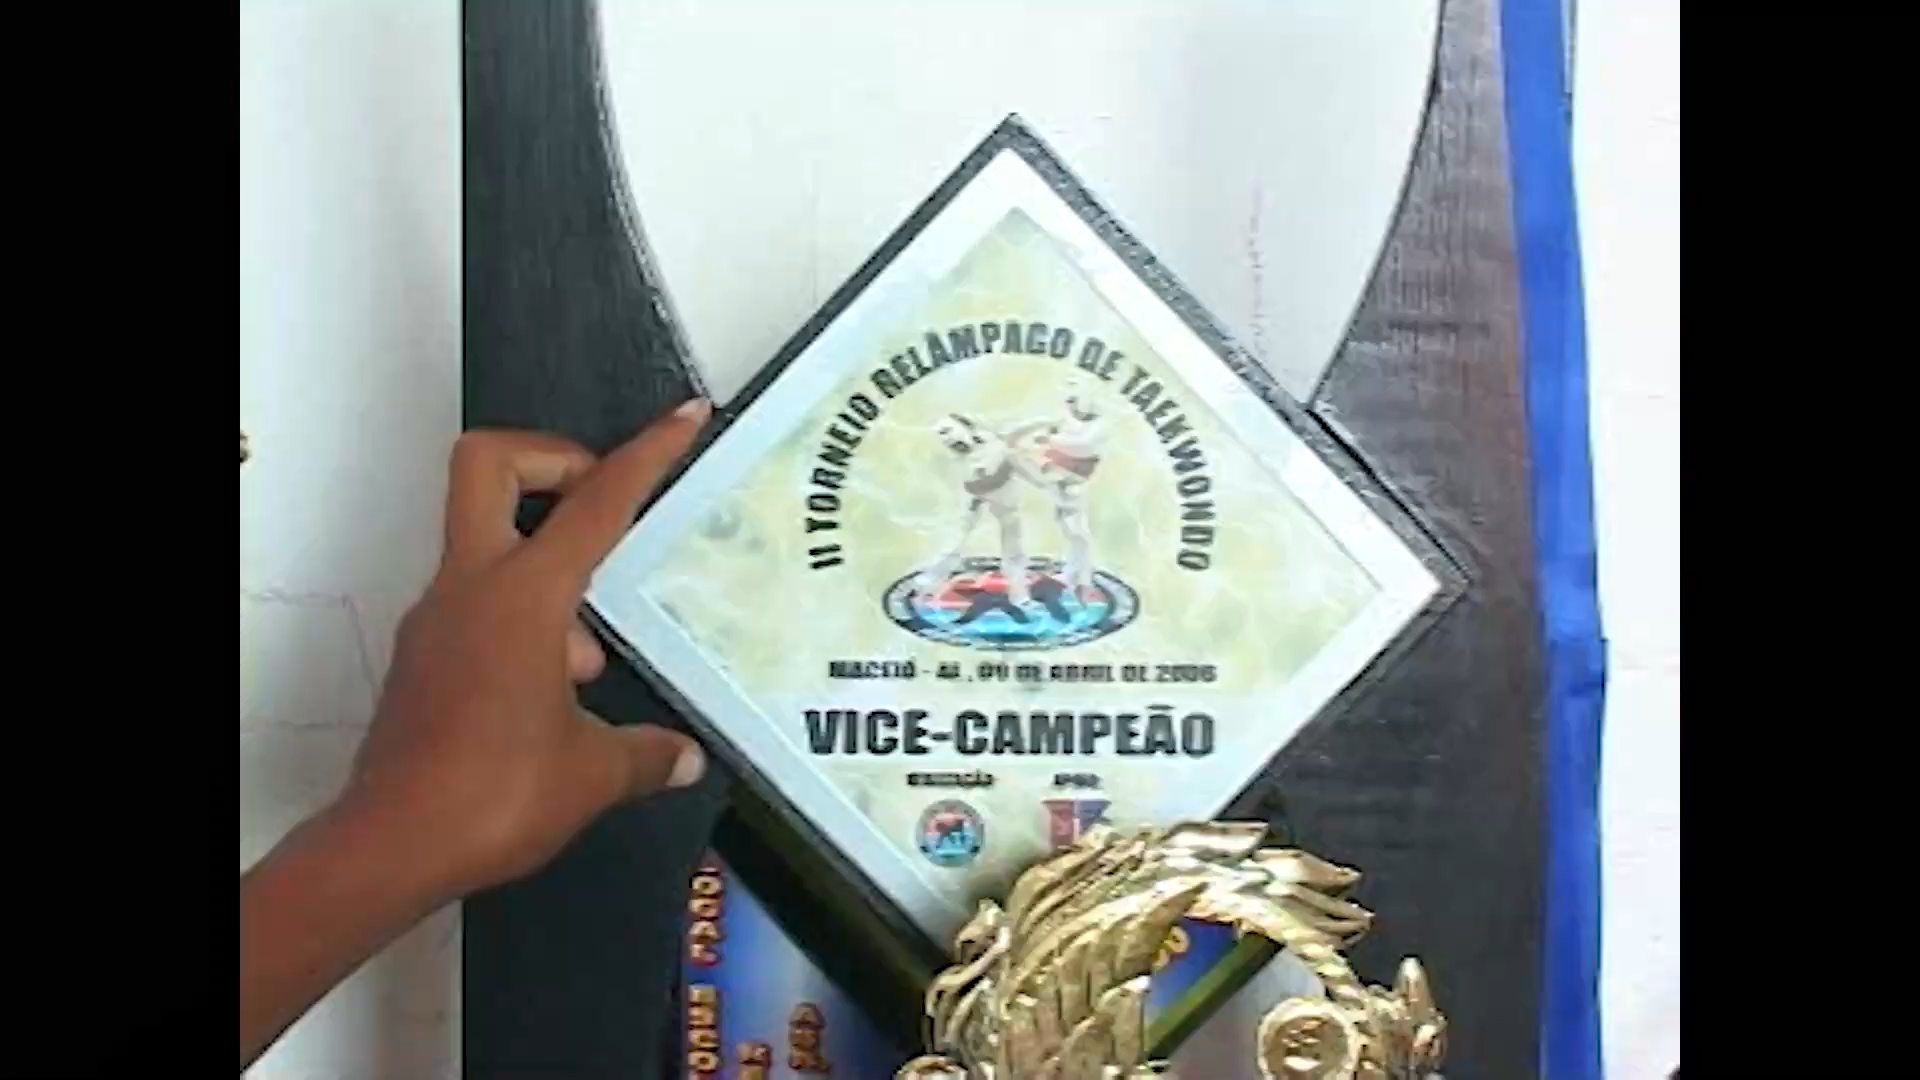 II TORNEIO RELÂMPAGO DE TAEKWONDO
MACEIÓ - AL, 09 DE ABRIL DE 2006
VICE-CAMPEÃO